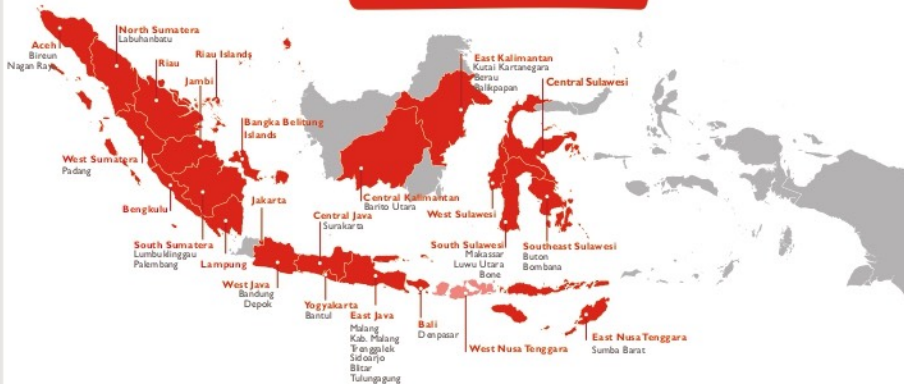 North Sumatera
Labuhanbatu
Aceh
Bireun
Nagan Raya
Riau
Riau Islands
Jambi
Bangka Belitung
Islands
East Kalimantan
Kutai Kartanegara
Berau
Balikpapan
Central Sulawesi
West Sumatera
Padang
Bengkulu
Jakarta
Central Kalimantan
Barito Utara
West Sulawesi
Central Java
Surakarta
South Sumatera
Lumbuklinggau
Palembang
Lampung
South Sulawesi
Makassar
Luwu Utara
Bone
Southeast Sulawesi
Buton
Bombana
West Java
Bandung
Depok
Yogyakarta
Bantul
East Java
Malang
Kab. Malang
Trenggalek
Sidoarjo
Blitar
Tulungagung
Bali
Denpasar
West Nusa Tenggara
East Nusa Tenggara
Sumba Barat